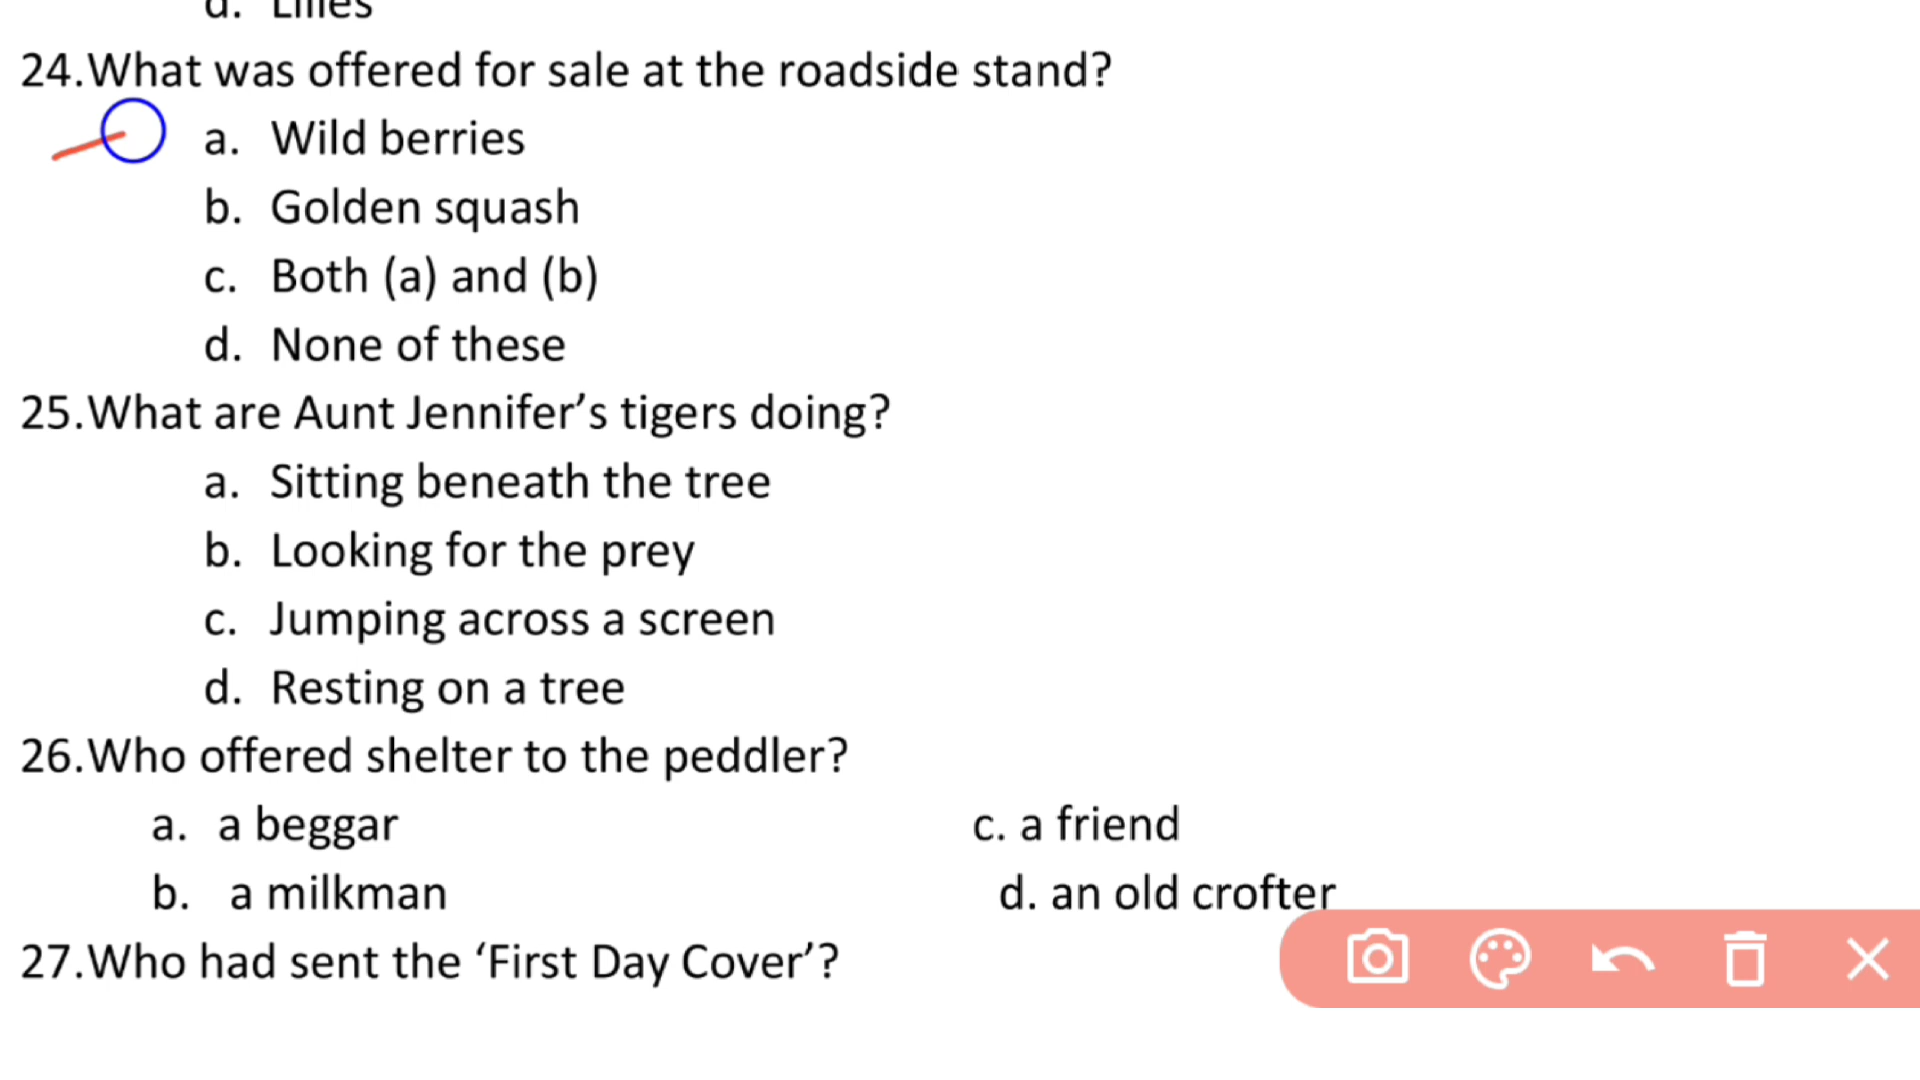 d. Lilies
24.What was offered for sale at the roadside stand?
a. Wild berries
b. Golden squash
c. Both (a) and (b)
d. None of these
25.What are Aunt Jennifer’s tigers doing?
a. Sitting beneath the tree
b. Looking for the prey
c. Jumping across a screen
d. Resting on a tree
26.Who offered shelter to the peddler?
a. a beggar c. a friend
b. a milkman d. an old crofter
27.Who had sent the ‘First Day Cover’?